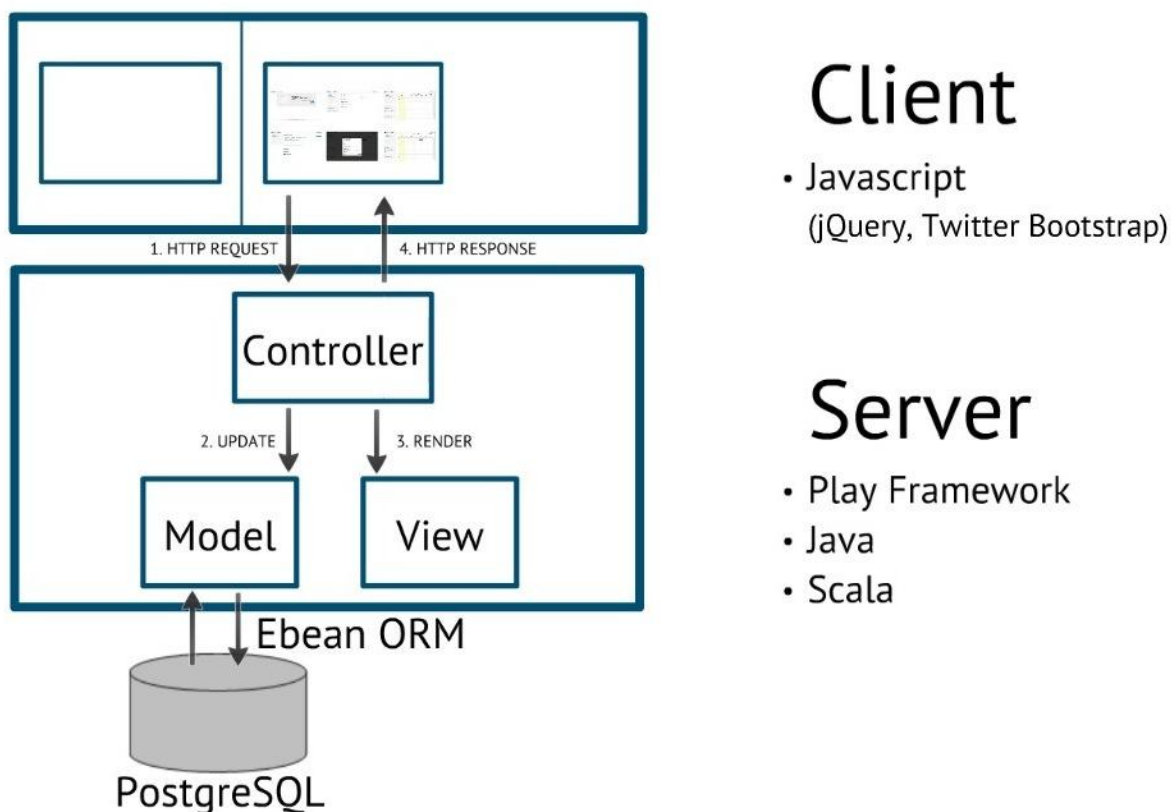 Client
• Javascript
(jQuery, Twitter Bootstrap)
1. HTTP REQUEST
4. HTTP RESPONSE
Controller
2. UPDATE
3. RENDER
Model
View
Ebean ORM
PostgreSQL
Server
• Play Framework
• Java
• Scala